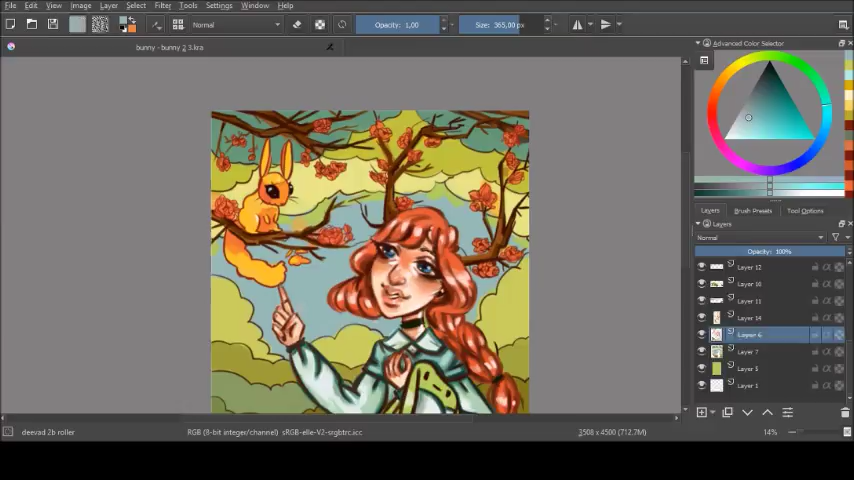 File Edit View Image Layer Select Filter Tools Settings Window Help
Normal Opacity: 1,00 Size: 365,00 px
bunny - bunny 2 3.kra
Advanced Color Selector
Layers Brush Presets Tool Options
Layers
Normal
Opacity: 100%
Layer 12
Layer 10
Layer 11
Layer 14
Layer 6
Layer 7
Layer 5
Layer 1
deevad 2b roller RGB (8-bit integer/channel) sRGB-elle-V2-srgbtrc.icc 3508 x 4500 (712.7M) 14%